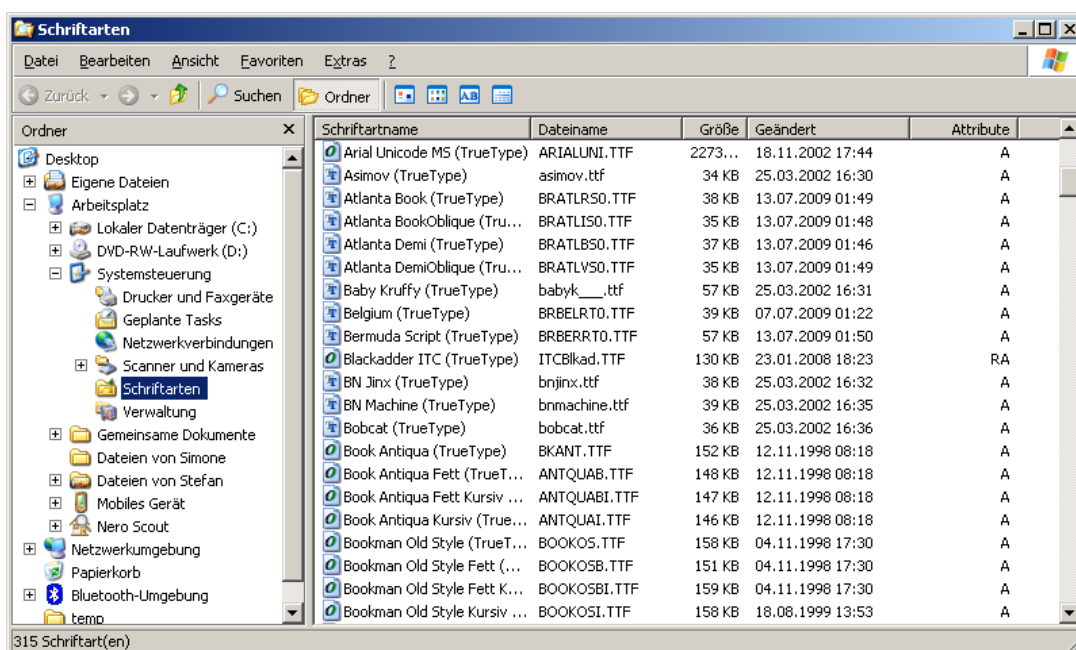 Schriftarten
Datei Bearbeiten Ansicht Favoriten Extras ?
Zurück Suchen Ordner
Ordner
Desktop
Eigene Dateien
Arbeitsplatz
Lokaler Datenträger (C:)
DVD-RW-Laufwerk (D:)
Systemsteuerung
Drucker und Faxgeräte
Geplante Tasks
Netzwerkverbindungen
Scanner und Kameras
Schriftarten
Verwaltung
Gemeinsame Dokumente
Dateien von Simone
Dateien von Stefan
Mobiles Gerät
Nero Scout
Netzwerkumgebung
Papierkorb
Bluetooth-Umgebung
temp
Schriftartname Dateiname Größe Geändert Attribute
Arial Unicode MS (TrueType) ARIALUNI.TTF 2273... 18.11.2002 17:44 A
Asimov (TrueType) asimov.ttf 34 KB 25.03.2002 16:30 A
Atlanta Book (TrueType) BRATLRS0.TTF 38 KB 13.07.2009 01:49 A
Atlanta BookOblique (Tru... BRATLIS0.TTF 35 KB 13.07.2009 01:48 A
Atlanta Demi (TrueType) BRATLBS0.TTF 37 KB 13.07.2009 01:46 A
Atlanta DemiOblique (Tru... BRATLVS0.TTF 35 KB 13.07.2009 01:49 A
Baby Kruffy (TrueType) babyk___.ttf 57 KB 25.03.2002 16:31 A
Belgium (TrueType) BRBELRT0.TTF 39 KB 07.07.2009 01:22 A
Bermuda Script (TrueType) BRBERRT0.TTF 57 KB 13.07.2009 01:50 A
Blackadder ITC (TrueType) ITCBlkad.TTF 130 KB 23.01.2008 18:23 RA
BN Jinx (TrueType) bnjinx.ttf 38 KB 25.03.2002 16:32 A
BN Machine (TrueType) bnmachine.ttf 39 KB 25.03.2002 16:35 A
Bobcat (TrueType) bobcat.ttf 36 KB 25.03.2002 16:36 A
Book Antiqua (TrueType) BKANT.TTF 152 KB 12.11.1998 08:18 A
Book Antiqua Fett (TrueT... ANTQUAB.TTF 148 KB 12.11.1998 08:18 A
Book Antiqua Fett Kursiv ... ANTQUABI.TTF 147 KB 12.11.1998 08:18 A
Book Antiqua Kursiv (True... ANTQUAI.TTF 146 KB 12.11.1998 08:18 A
Bookman Old Style (TrueT... BOOKOS.TTF 158 KB 04.11.1998 17:30 A
Bookman Old Style Fett (... BOOKOSB.TTF 151 KB 04.11.1998 17:30 A
Bookman Old Style Fett K... BOOKOSBI.TTF 159 KB 04.11.1998 17:30 A
Bookman Old Style Kursiv ... BOOKOSI.TTF 158 KB 18.08.1999 13:53 A
315 Schriftart(en)